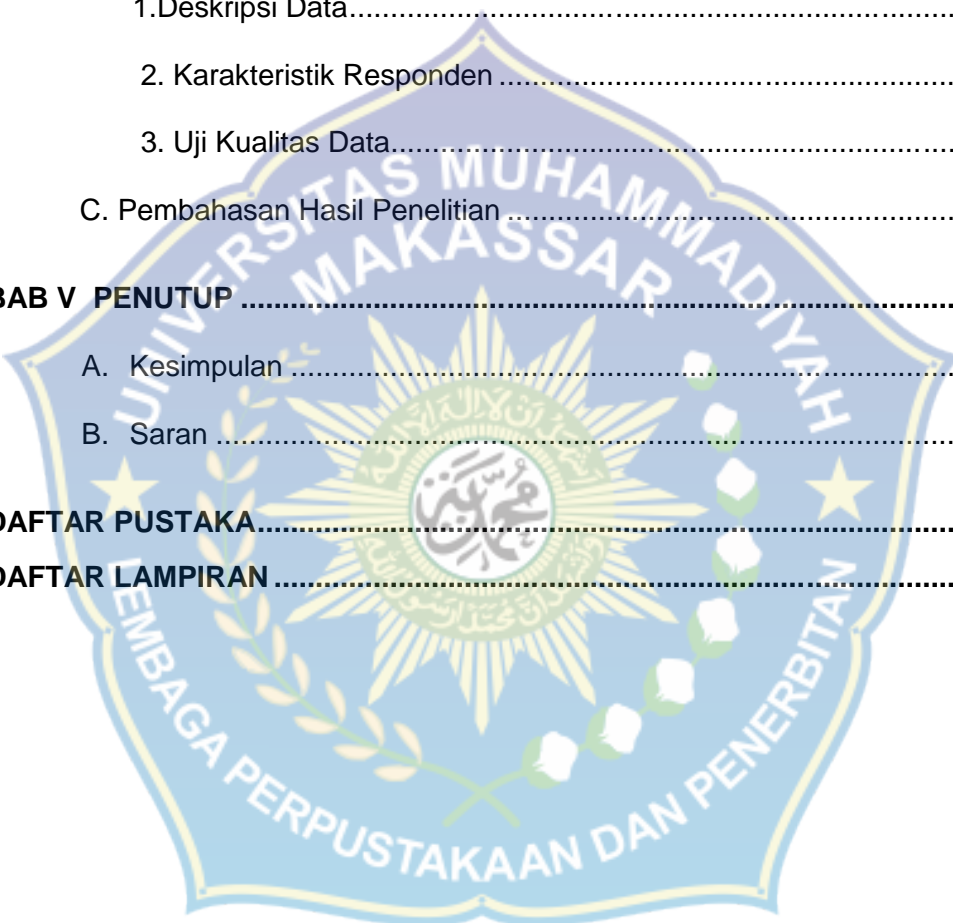 1.Deskripsi Data....................................................................................
2. Karakteristik Responden ........................................................................
3. Uji Kualitas Data.................................................................................
C. Pembahasan Hasil Penelitian .......................................................................
BAB V PENUTUP ........................................................................................
A. Kesimpulan .........................................................................................
B. Saran ................................................................................................
DAFTAR PUSTAKA.....................................................................................
DAFTAR LAMPIRAN ...................................................................................
UNIVERSITAS MUHAMMADIYAH
MAKASSAR
LEMBAGA PERPUSTAKAAN DAN PENERBITAN